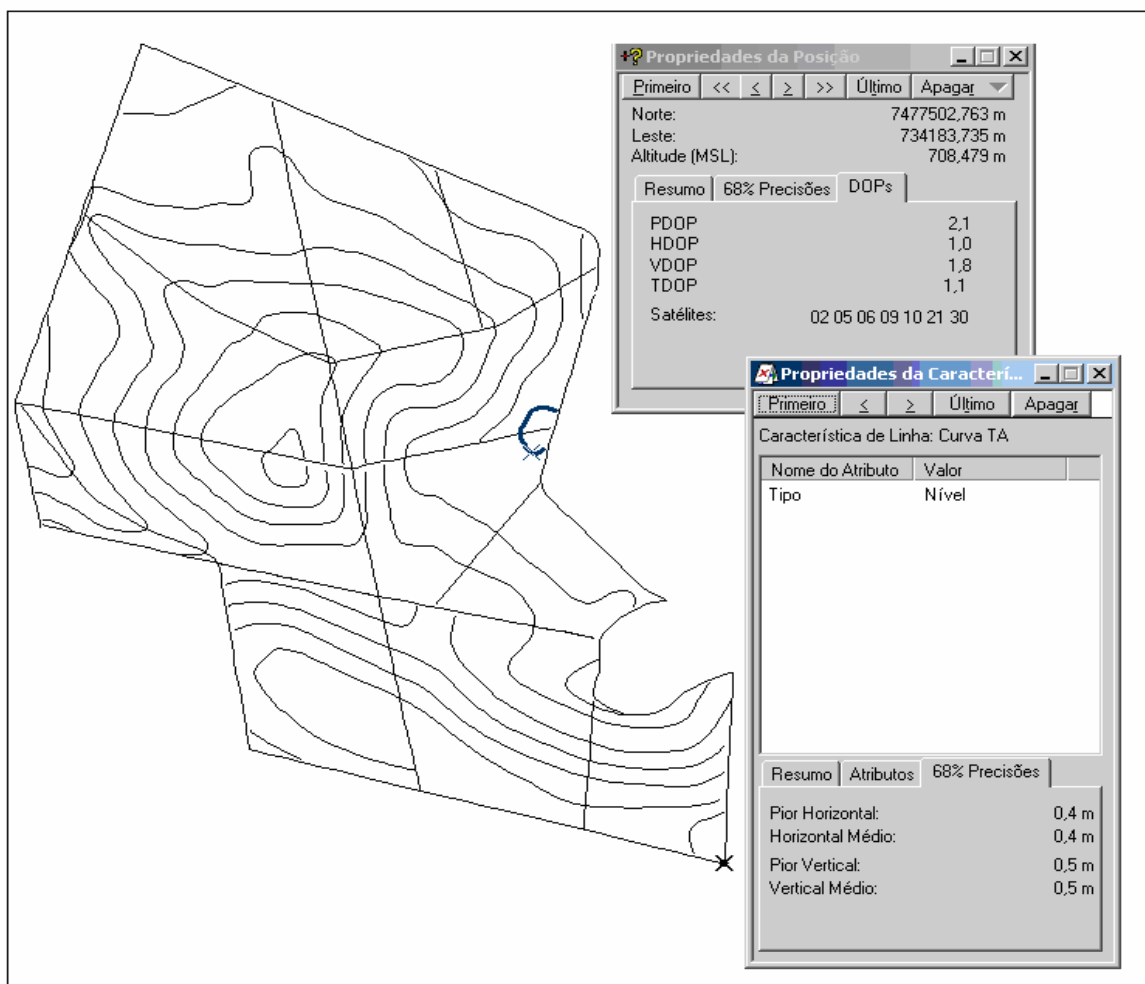 Propriedades da Posição
Primeiro << < > >> Último Apagar
Norte: 7477502,763 m
Leste: 734183,735 m
Altitude (MSL): 708,479 m
Resumo 68% Precisões DOPs
PDOP 2,1
HDOP 1,0
VDOP 1,8
TDOP 1,1
Satélites: 02 05 06 09 10 21 30
Propriedades da Caracterí...
Primeiro < > Último Apagar
Característica de Linha: Curva TA
Nome do Atributo Valor
Tipo Nível
Resumo Atributos 68% Precisões
Pior Horizontal: 0,4 m
Horizontal Médio: 0,4 m
Pior Vertical: 0,5 m
Vertical Médio: 0,5 m